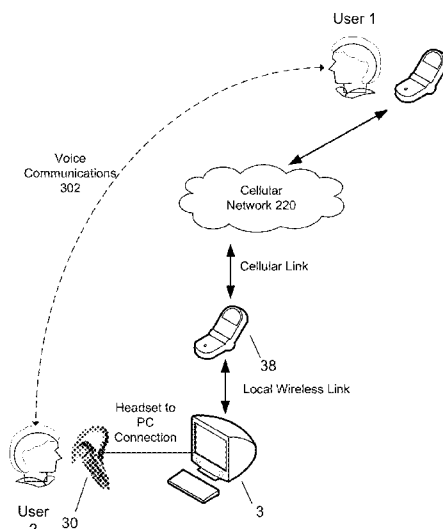 User 1
Voice
Communications
302
Cellular
Network 220
Cellular Link
38
Local Wireless Link
Headset to
PC
Connection
User
2
30
3